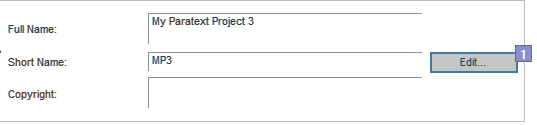 Full Name: My Paratext Project 3
Short Name: MP3 Edit... 1
Copyright: